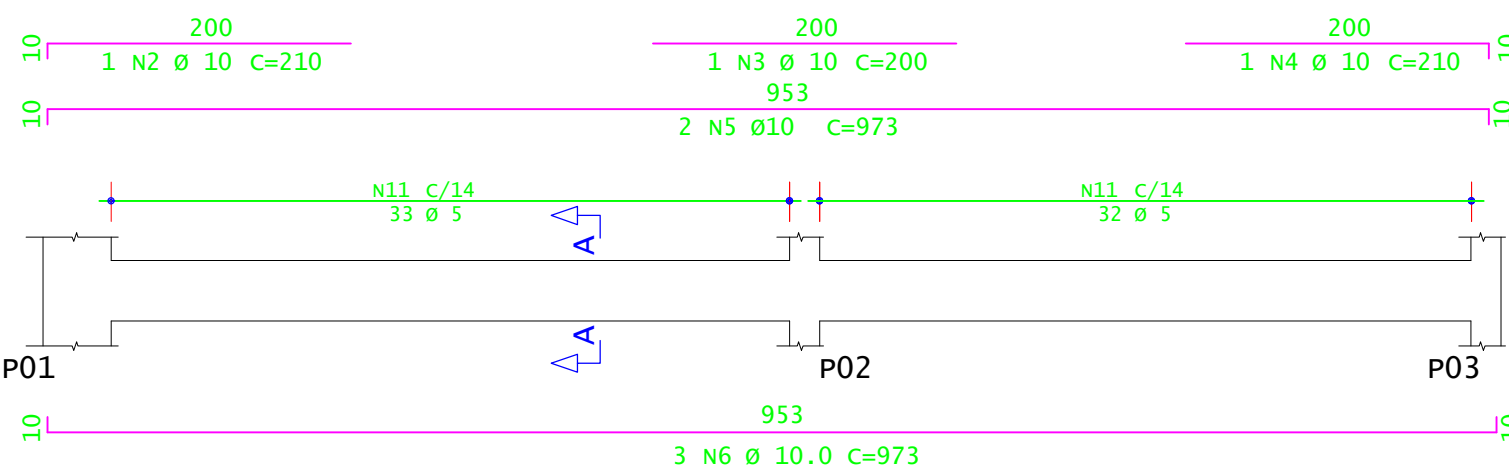 200 200 200
10 10
1 N2 Ø 10 C=210 1 N3 Ø 10 C=200 1 N4 Ø 10 C=210
953
10 10
2 N5 Ø10 C=973
N11 C/14 N11 C/14
33 Ø 5 32 Ø 5
A
A
P01 P02 P03
953
10 10
3 N6 Ø 10.0 C=973